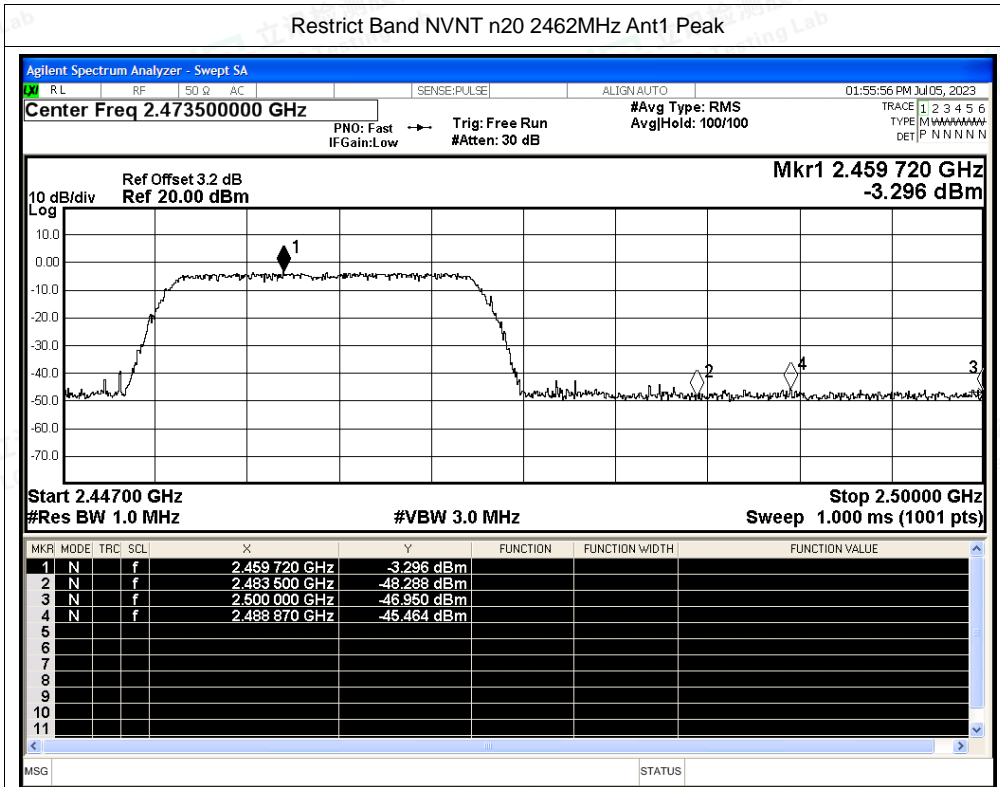 Restrict Band NVNT n20 2462MHz Ant1 Peak
Agilent Spectrum Analyzer - Swept SA
LXI RL RF 50 Ω AC SENSE:PULSE ALIGN AUTO 01:55:56 PM Jul 05, 2023
Center Freq 2.473500000 GHz
#Avg Type: RMS
TRACE 1 2 3 4 5 6
PNO: Fast Trig: Free Run Avg|Hold: 100/100
TYPE M WWWWW
IFGain:Low #Atten: 30 dB
DET P N N N N N
Mkr1 2.459 720 GHz
-3.296 dBm
Ref Offset 3.2 dB
10 dB/div Ref 20.00 dBm
Log
10.0
1
0.00
-10.0
-20.0
-30.0
-40.0
2
4
3
-50.0
-60.0
-70.0
Start 2.44700 GHz Stop 2.50000 GHz
#Res BW 1.0 MHz #VBW 3.0 MHz Sweep 1.000 ms (1001 pts)
MKR MODE TRC SCL X Y FUNCTION FUNCTION WIDTH FUNCTION VALUE
1 N f 2.459 720 GHz -3.296 dBm
2 N f 2.483 500 GHz -48.288 dBm
3 N f 2.500 000 GHz -46.950 dBm
4 N f 2.488 870 GHz -45.464 dBm
5
6
7
8
9
10
11
MSG STATUS